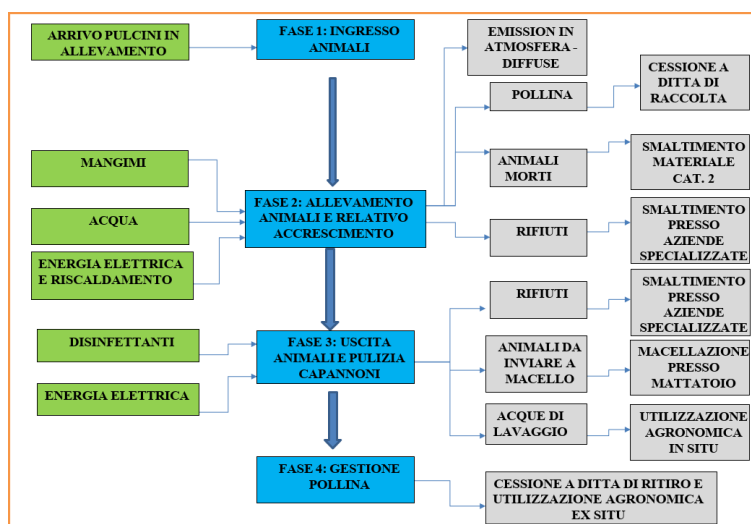 ARRIVO PULCINI IN
ALLEVAMENTO
FASE 1: INGRESSO
ANIMALI
EMISSION IN
ATMOSFERA -
DIFFUSE
POLLINA
CESSIONE A
DITTA DI
RACCOLTA
MANGIMI
ANIMALI
MORTI
SMALTIMENTO
MATERIALE
CAT. 2
ACQUA
FASE 2: ALLEVAMENTO
ANIMALI E RELATIVO
ACCRESCIMENTO
RIFIUTI
SMALTIMENTO
PRESSO
AZIENDE
SPECIALIZZATE
ENERGIA ELETTRICA
E RISCALDAMENTO
RIFIUTI
SMALTIMENTO
PRESSO
AZIENDE
SPECIALIZZATE
DISINFETTANTI
FASE 3: USCITA
ANIMALI E PULIZIA
CAPANNONI
ANIMALI DA
INVIARE A
MACELLO
MACELLAZIONE
PRESSO
MATTATOIO
ENERGIA ELETTRICA
ACQUE DI
LAVAGGIO
UTILIZZAZIONE
AGRONOMICA
IN SITU
FASE 4: GESTIONE
POLLINA
CESSIONE A DITTA DI RITIRO E
UTILIZZAZIONE AGRONOMICA
EX SITU